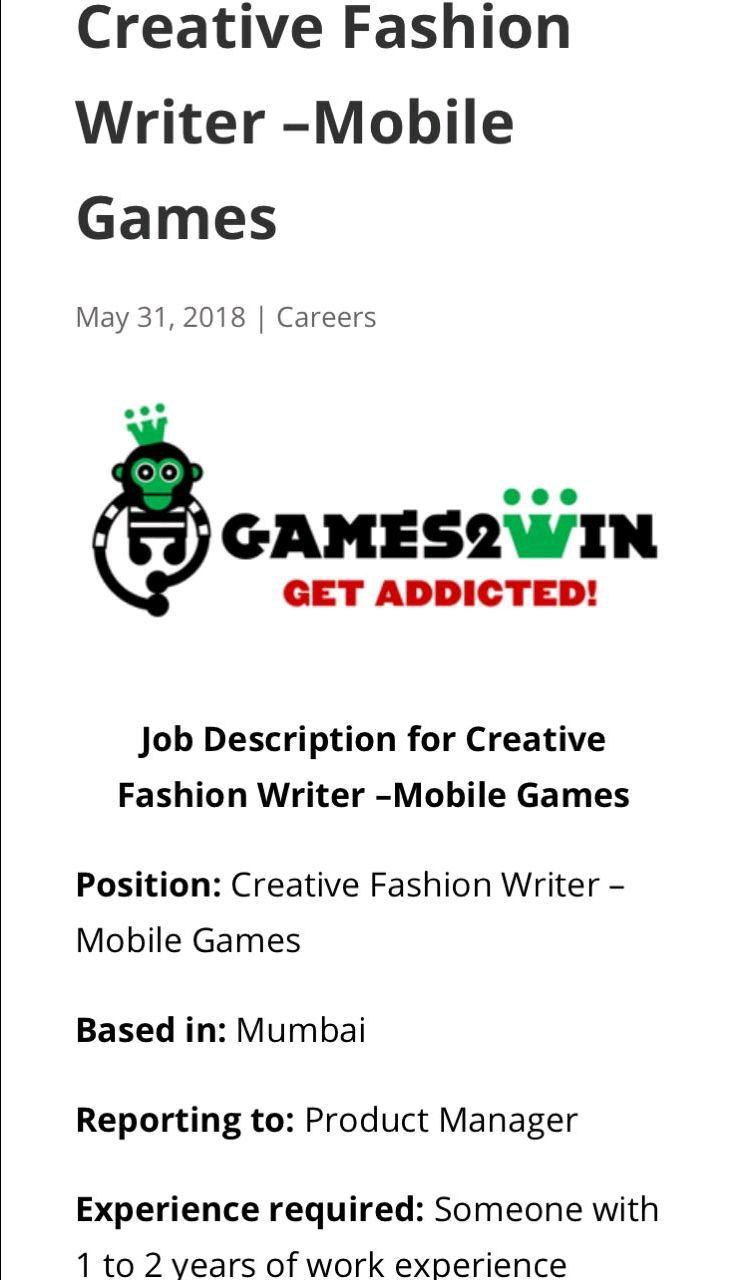 Creative Fashion
Writer –Mobile
Games
May 31, 2018 | Careers
GAMES2WIN
GET ADDICTED!
Job Description for Creative
Fashion Writer –Mobile Games
Position: Creative Fashion Writer –
Mobile Games
Based in: Mumbai
Reporting to: Product Manager
Experience required: Someone with
1 to 2 years of work experience